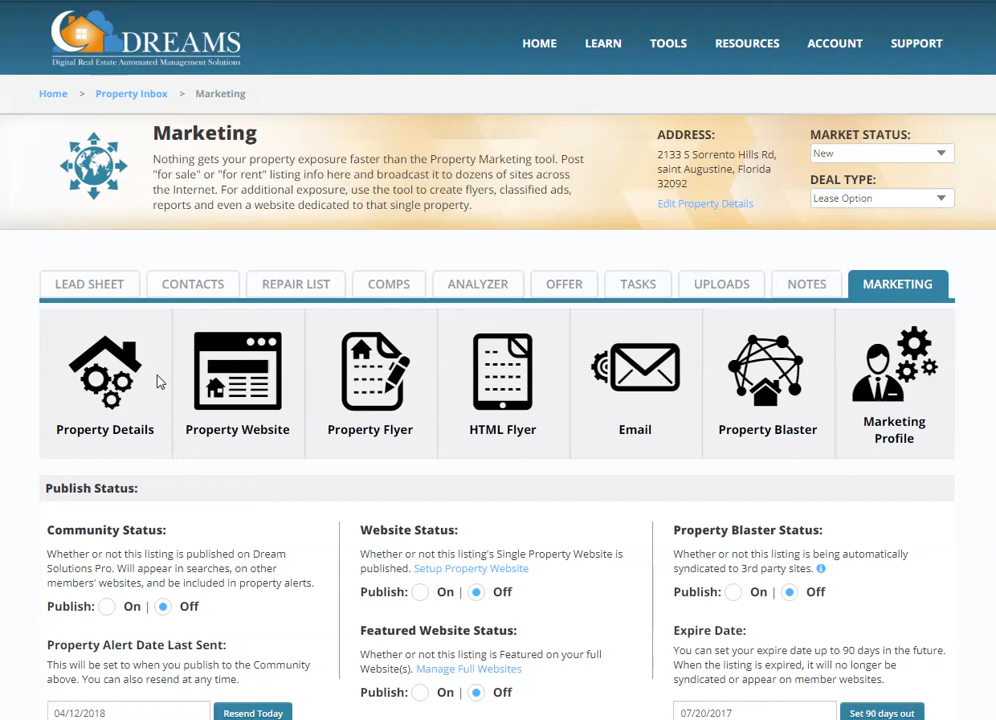 DREAMS
Digital Real Estate Automated Management Solutions
HOME LEARN TOOLS RESOURCES ACCOUNT SUPPORT
Home > Property Inbox > Marketing
Marketing
Nothing gets your property exposure faster than the Property Marketing tool. Post
"for sale" or "for rent" listing info here and broadcast it to dozens of sites across
the Internet. For additional exposure, use the tool to create flyers, classified ads,
reports and even a website dedicated to that single property.
ADDRESS:
2133 S Sorrento Hills Rd,
saint Augustine, Florida
32092
Edit Property Details
MARKET STATUS:
New
DEAL TYPE:
Lease Option
LEAD SHEET CONTACTS REPAIR LIST COMPS ANALYZER OFFER TASKS UPLOADS NOTES MARKETING
Property Details
Property Website
Property Flyer
HTML Flyer
Email
Property Blaster
Marketing
Profile
Publish Status:
Community Status:
Whether or not this listing is published on Dream
Solutions Pro. Will appear in searches, on other
members' websites, and be included in property alerts.
Publish: On | Off
Property Alert Date Last Sent:
This will be set to when you publish to the Community
above. You can also resend at any time.
04/12/2018
Resend Today
Website Status:
Whether or not this listing's Single Property Website is
published. Setup Property Website
Publish: On | Off
Featured Website Status:
Whether or not this listing is Featured on your full
Website(s). Manage Full Websites
Publish: On | Off
Property Blaster Status:
Whether or not this listing is being automatically
syndicated to 3rd party sites.
Publish: On | Off
Expire Date:
You can set your expire date up to 90 days in the future.
When the listing is expired, it will no longer be
syndicated or appear on member websites.
07/20/2017
Set 90 days out